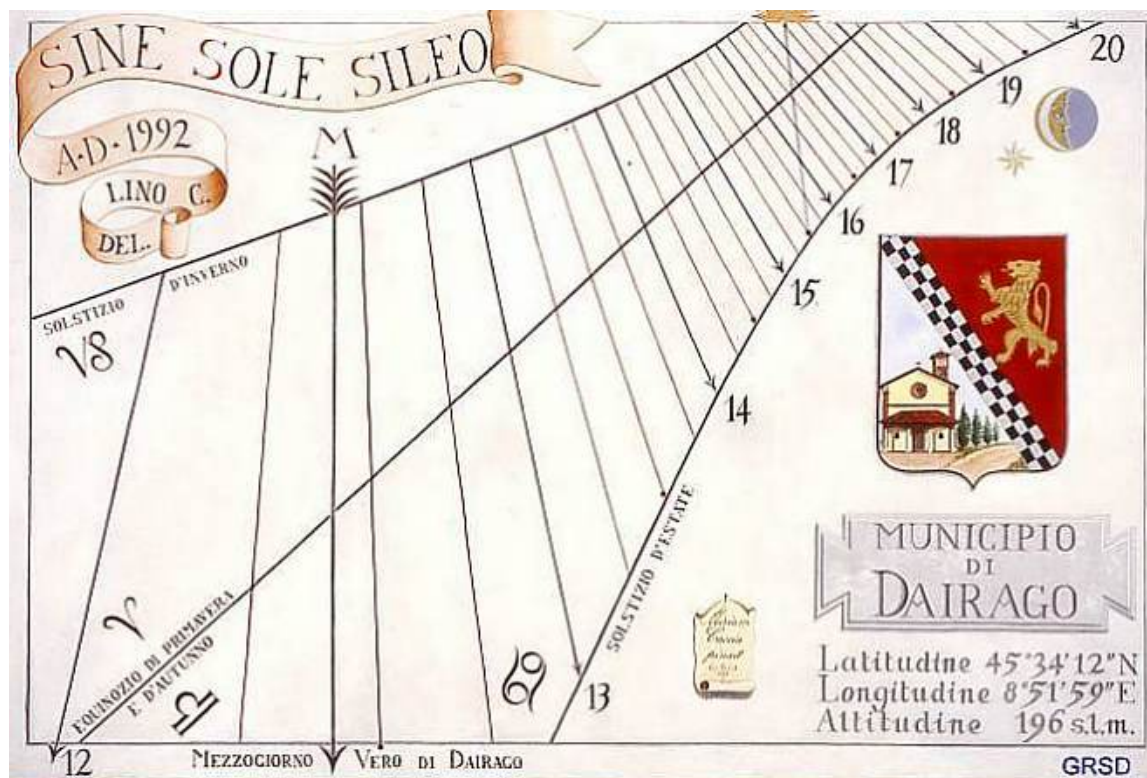 SINE SOLE SILEO
A·D·1992
LINO C.
DEL.
M
20
19
18
17
16
15
14
13
12
SOLSTIZIO D'INVERNO
EQUINOZIO DI PRIMAVERA
E D'AUTUNNO
SOLSTIZIO D'ESTATE
MEZZOGIORNO VERO DI DAIRAGO
MUNICIPIO
DI
DAIRAGO
Latitudine 45°34'12"N
Longitudine 8°51'59"E
Altitudine 196 s.l.m.
GRSD